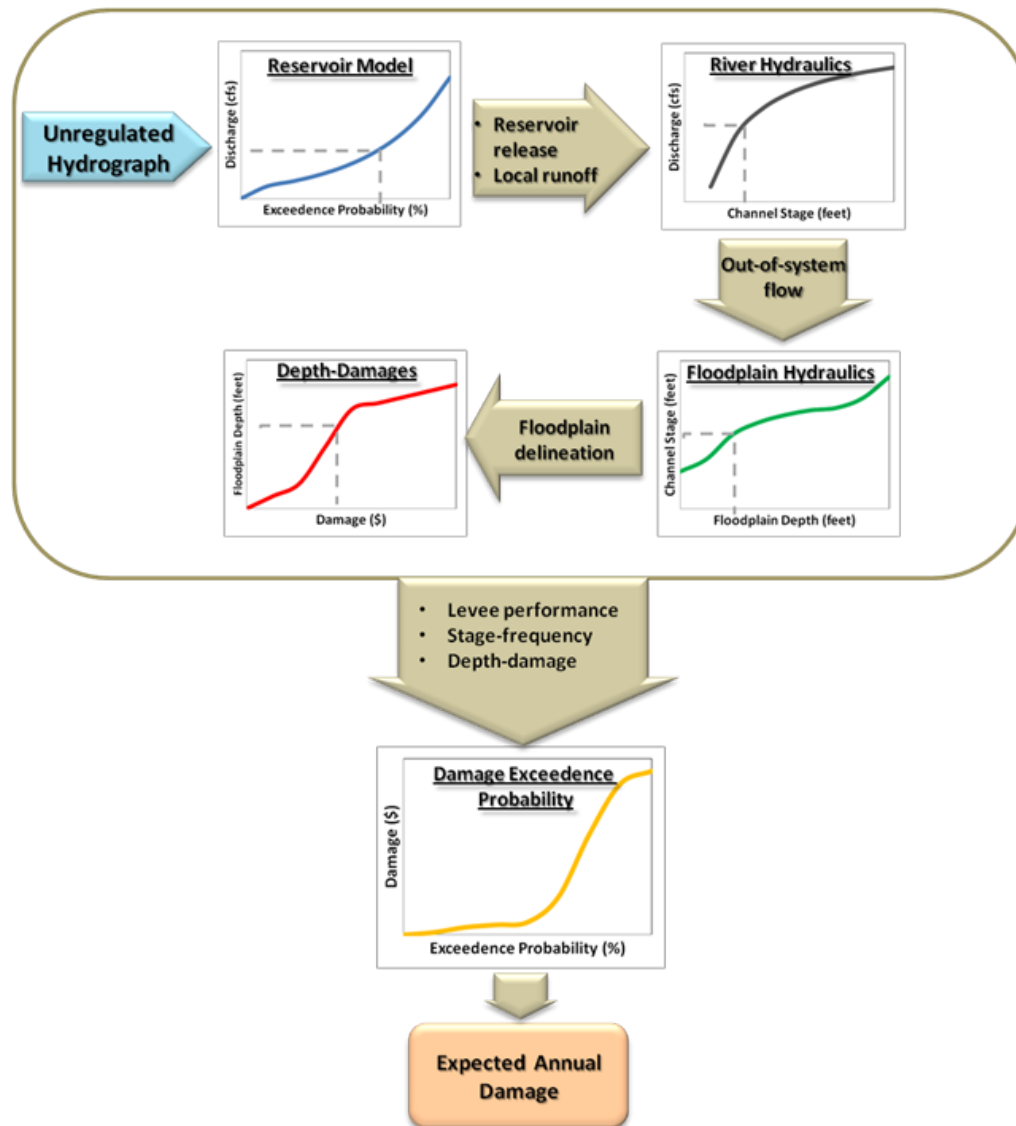 Unregulated
Hydrograph
Reservoir Model
Discharge (cfs)
Exceedence Probability (%)
• Reservoir
release
• Local runoff
River Hydraulics
Discharge (cfs)
Channel Stage (feet)
Out-of-system
flow
Floodplain Hydraulics
Channel Stage (feet)
Floodplain Depth (feet)
Floodplain
delineation
Depth-Damages
Floodplain Depth (feet)
Damage ($)
• Levee performance
• Stage-frequency
• Depth-damage
Damage Exceedence
Probability
Damage ($)
Exceedence Probability (%)
Expected Annual
Damage